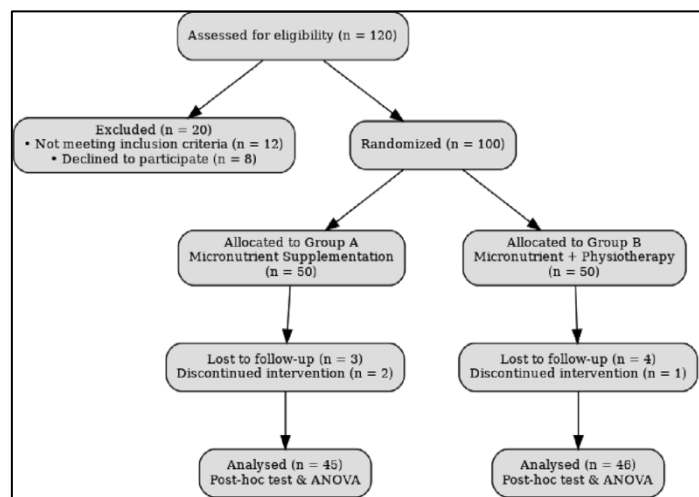 Assessed for eligibility (n = 120)
Excluded (n = 20)
• Not meeting inclusion criteria (n = 12)
• Declined to participate (n = 8)
Randomized (n = 100)
Allocated to Group A
Micronutrient Supplementation
(n = 50)
Allocated to Group B
Micronutrient + Physiotherapy
(n = 50)
Lost to follow-up (n = 3)
Discontinued intervention (n = 2)
Lost to follow-up (n = 4)
Discontinued intervention (n = 1)
Analysed (n = 45)
Post-hoc test & ANOVA
Analysed (n = 46)
Post-hoc test & ANOVA